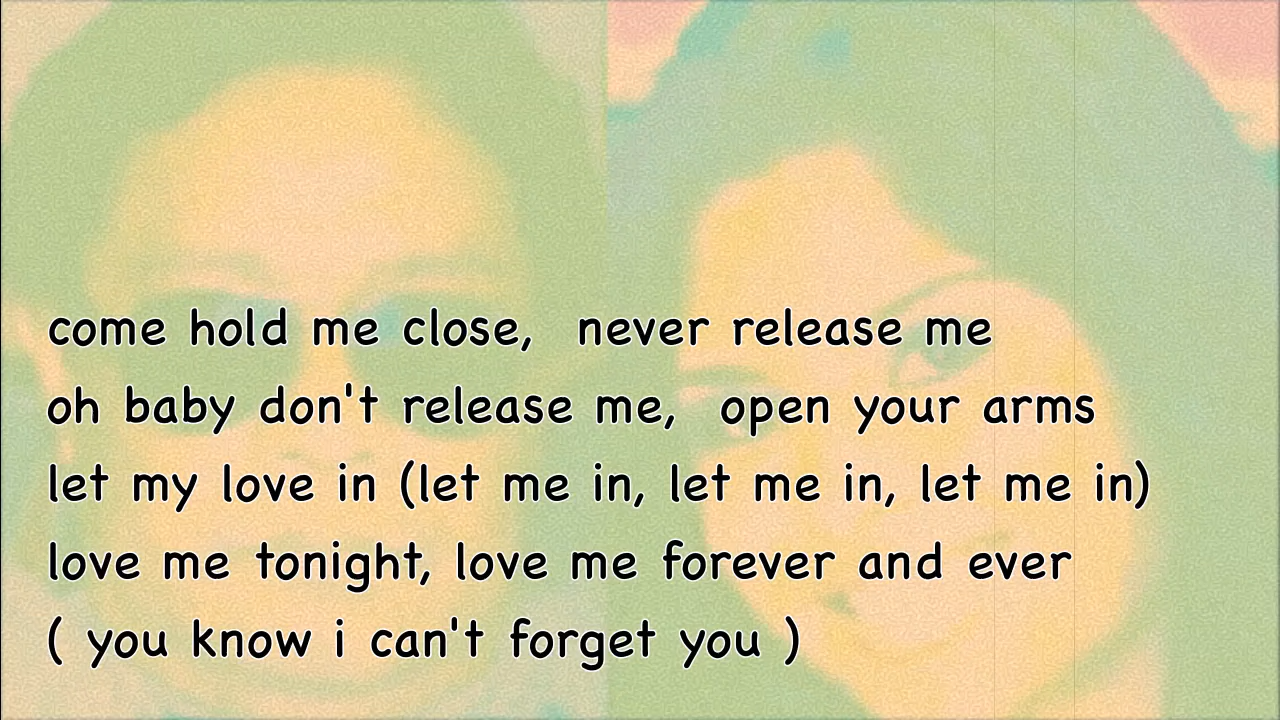 come hold me close,  never release me
oh baby don't release me,  open your arms
let my love in (let me in, let me in, let me in)
love me tonight, love me forever and ever
( you know i can't forget you )